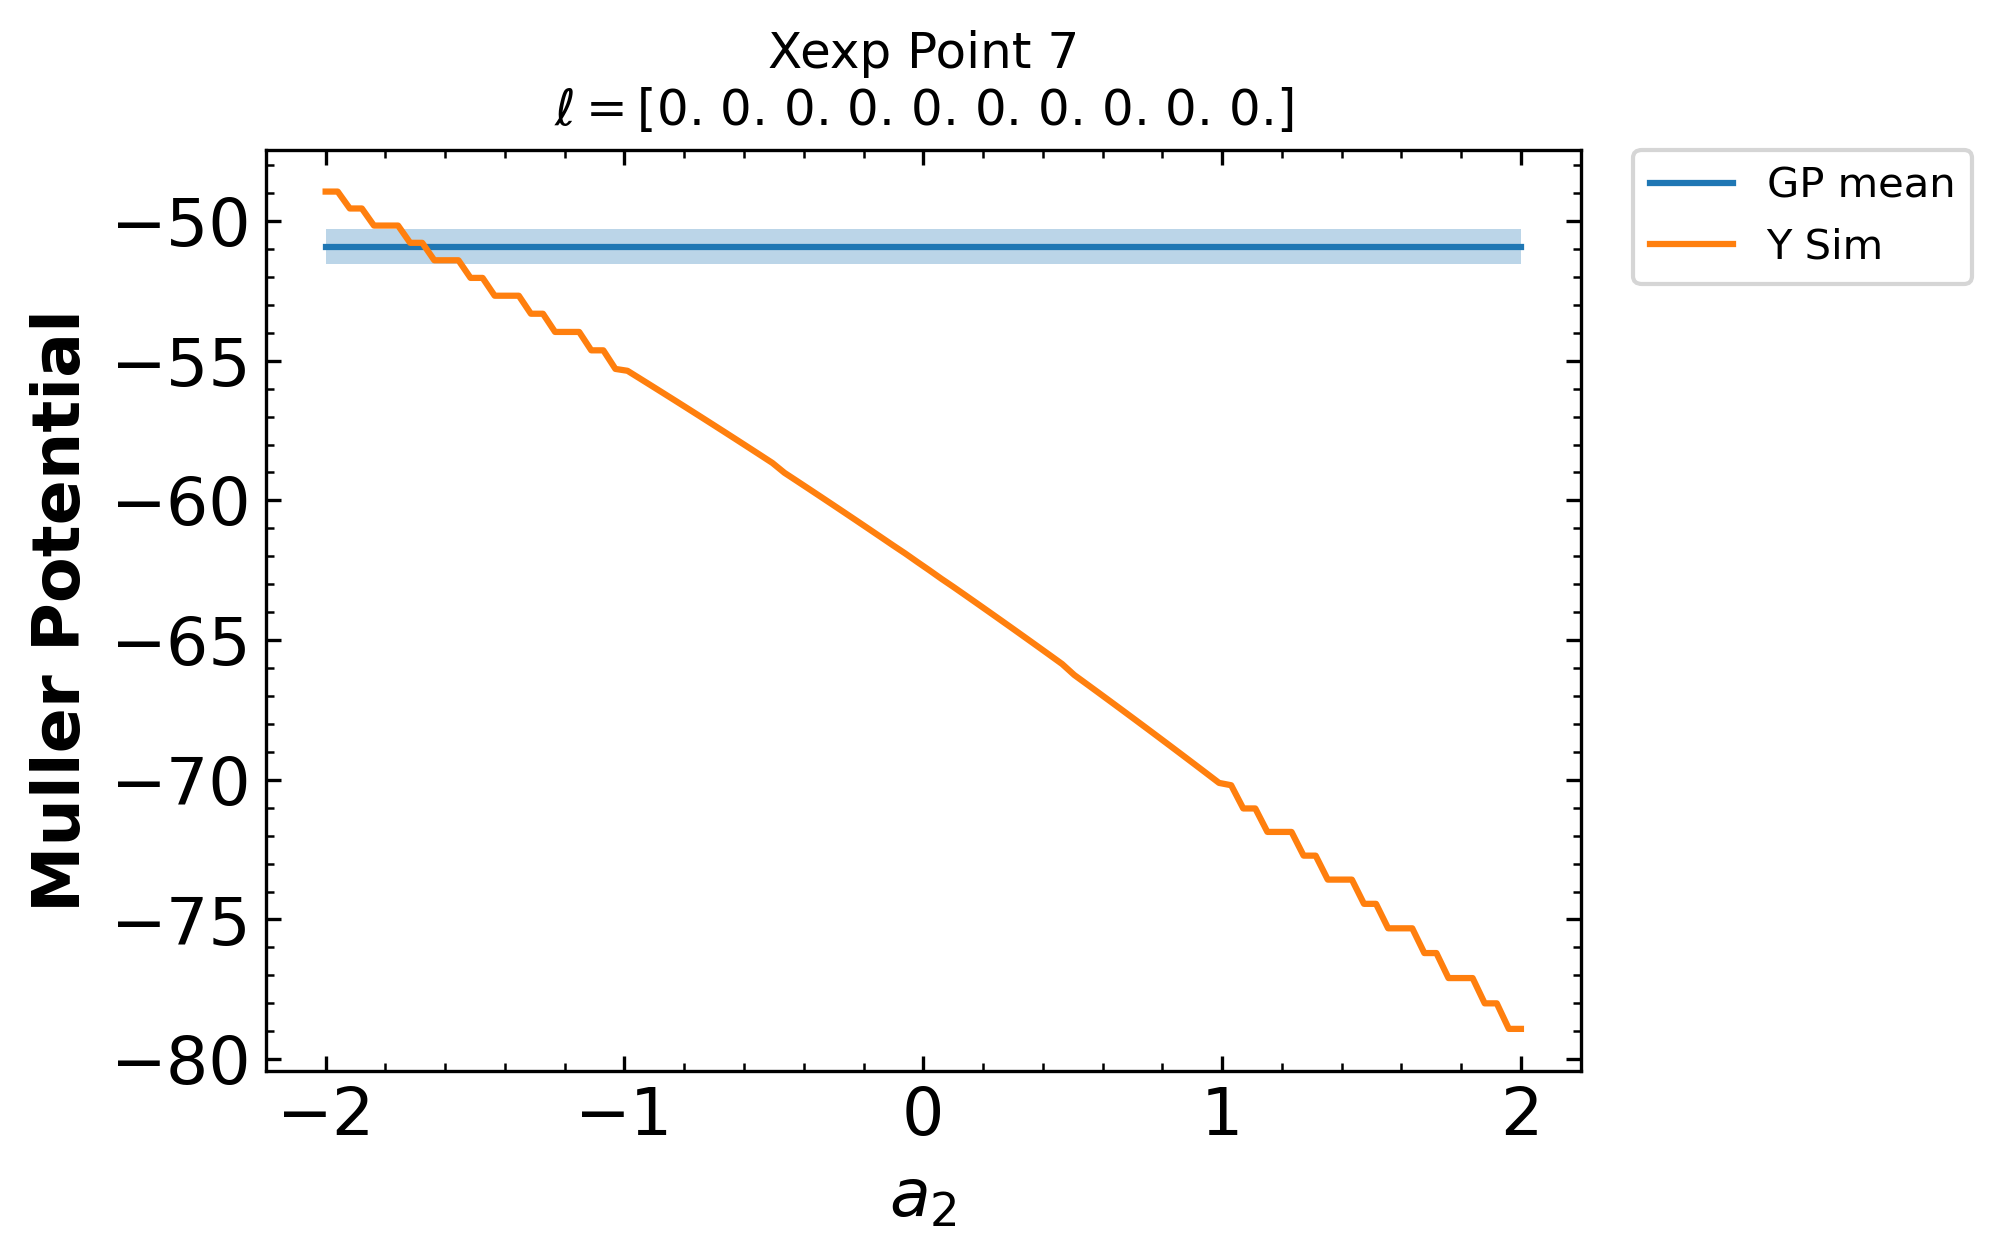 Xexp Point 7
ℓ = [0. 0. 0. 0. 0. 0. 0. 0. 0. 0.]
GP mean
Y Sim
Muller Potential
−50
−55
−60
−65
−70
−75
−80
−2 −1 0 1 2
a₂